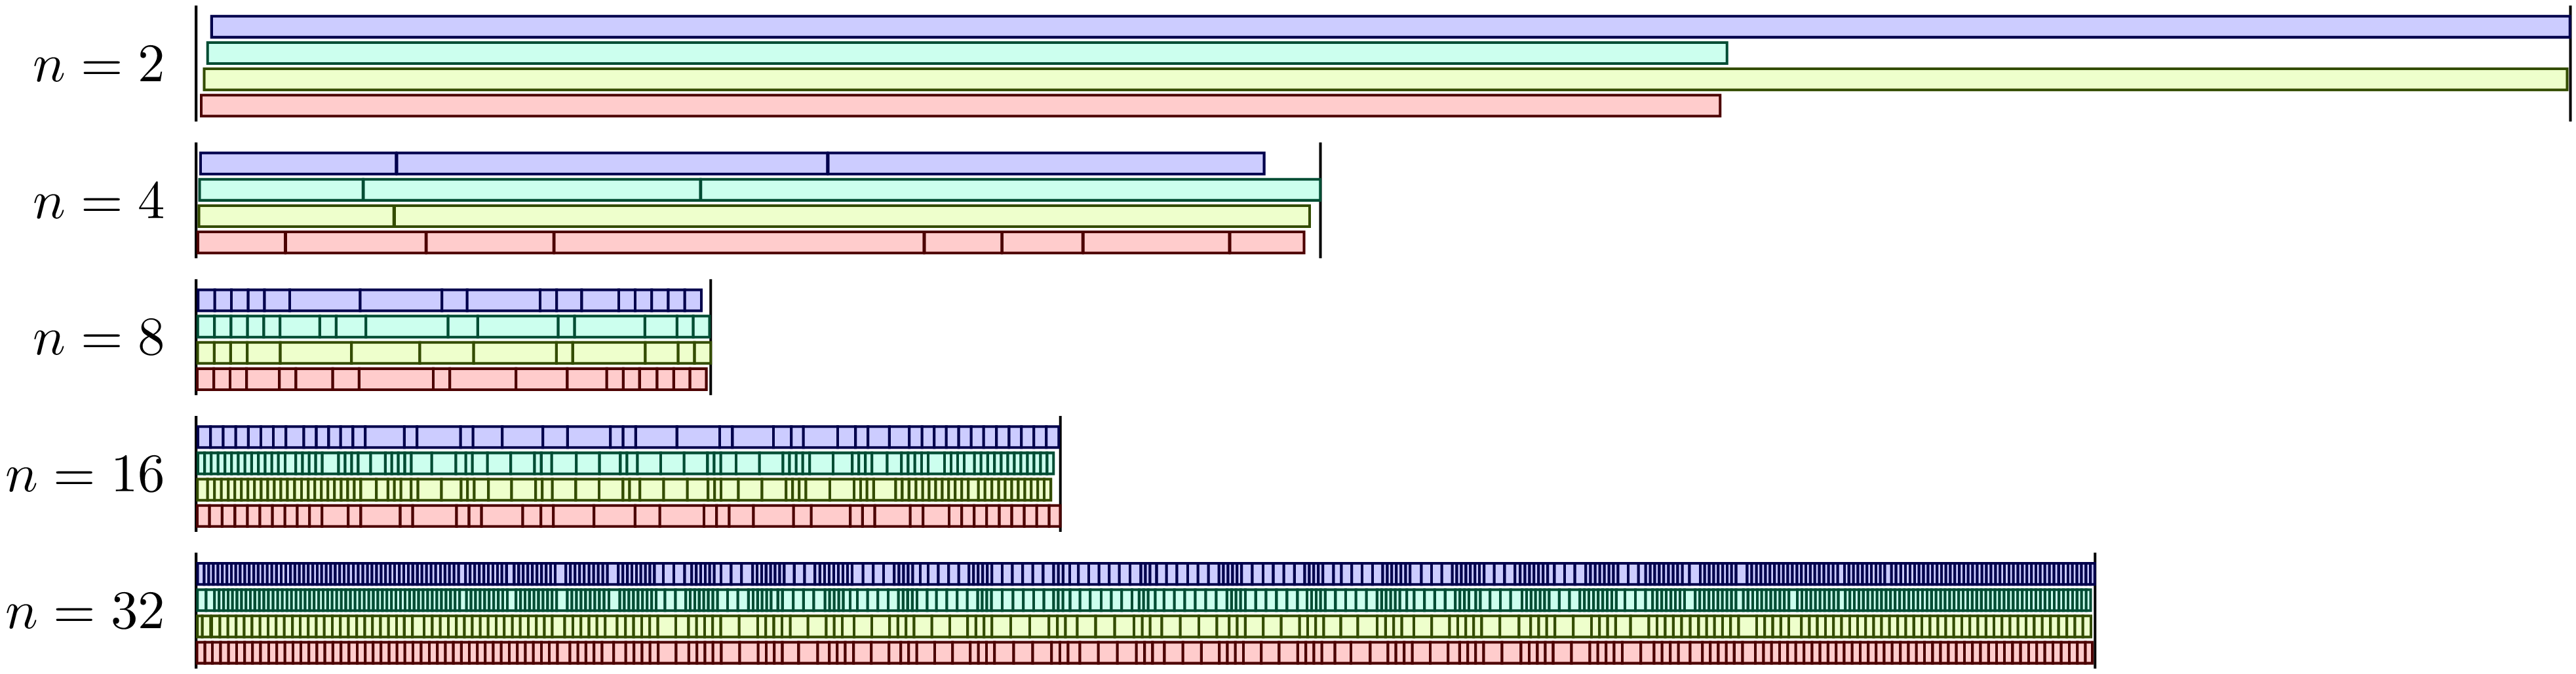 n = 2
n = 4
n = 8
n = 16
n = 32